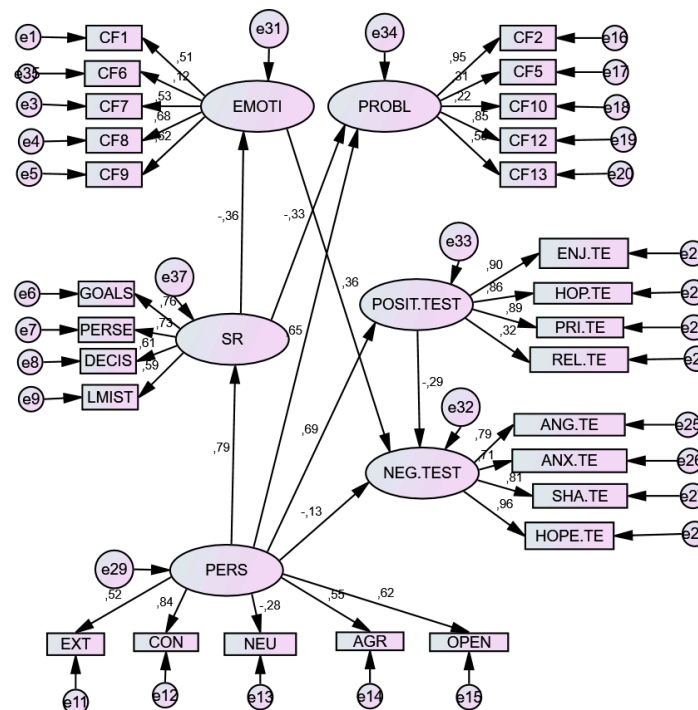 e1
CF1
,51
e31
e34
,95
CF2
e16
e35
CF6
,12
,31
CF5
e17
e3
CF7
,53
EMOTI
PROBL
,22
CF10
e18
e4
CF8
,68
,85
CF12
e19
e5
CF9
CF13
e20
-,36
-,33
e33
,90
ENJ.TE
e37
,36
,86
HOP.TE
e6
GOALS
,76
POSIT.TEST
,89
PRI.TE
e7
PERSE
,73
SR
65
,32
REL.TE
e8
DECIS
,61
e9
LMIST
,59
-,29
e32
,79
ANG.TE
e25
,79
,69
,71
ANX.TE
e26
NEG.TEST
,81
SHA.TE
-,13
,96
HOPE.TE
e29
PERS
,52
,84
-,28
,55
,62
EXT
CON
NEU
AGR
OPEN
e11
e12
e13
e14
e15